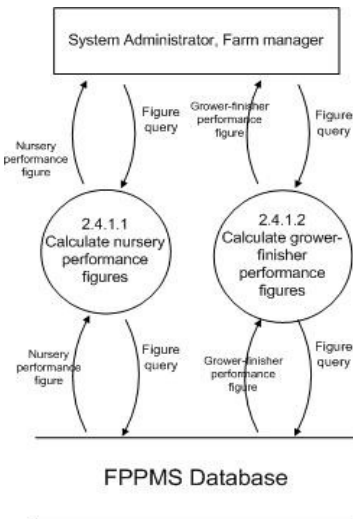 System Administrator, Farm manager
Nursery
performance
figure
Figure
query
Grower-finisher
performance
figure
Figure
query
2.4.1.1
Calculate nursery
performance
figures
2.4.1.2
Calculate grower-
finisher
performance
figures
Nursery
performance
figure
Figure
query
Grower-finisher
performance
figure
Figure
query
FPPMS Database